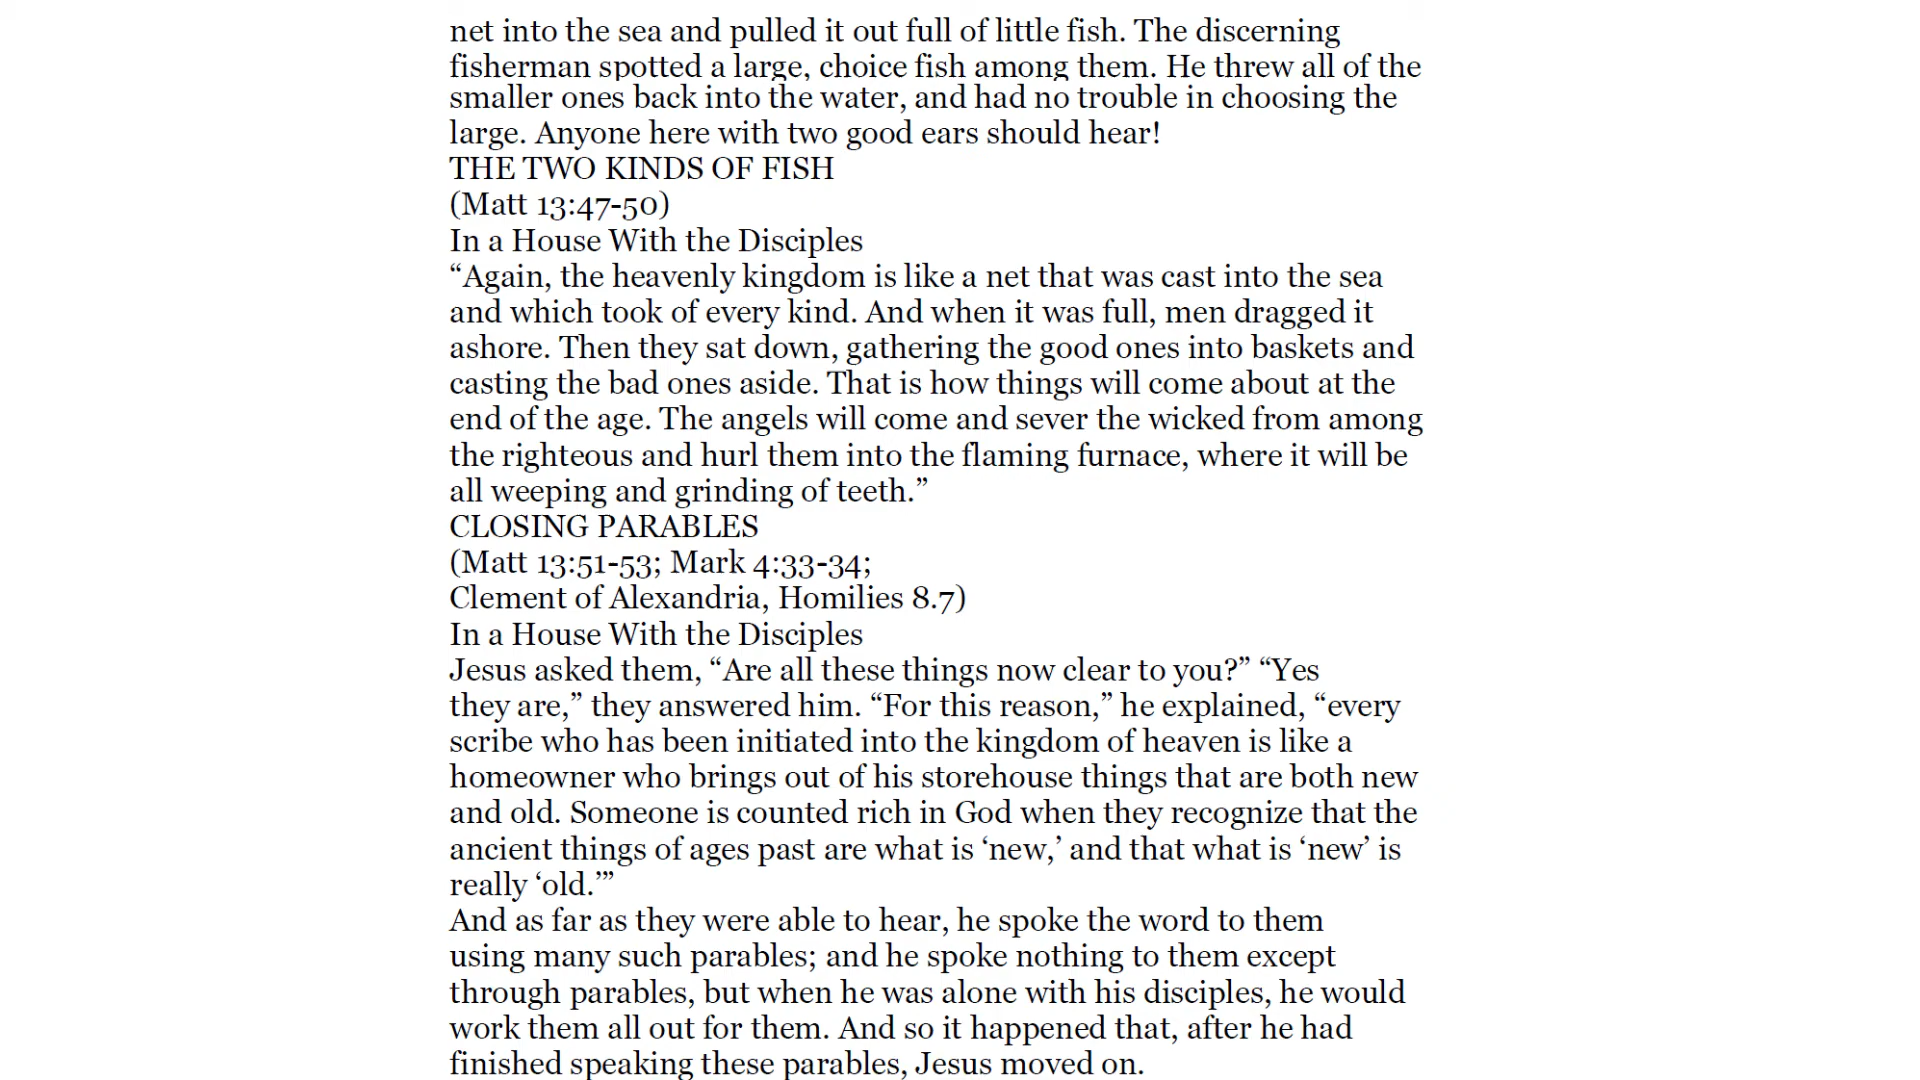 net into the sea and pulled it out full of little fish. The discerning
fisherman spotted a large, choice fish among them. He threw all of the
smaller ones back into the water, and had no trouble in choosing the
large. Anyone here with two good ears should hear!
THE TWO KINDS OF FISH
(Matt 13:47-50)
In a House With the Disciples
“Again, the heavenly kingdom is like a net that was cast into the sea
and which took of every kind. And when it was full, men dragged it
ashore. Then they sat down, gathering the good ones into baskets and
casting the bad ones aside. That is how things will come about at the
end of the age. The angels will come and sever the wicked from among
the righteous and hurl them into the flaming furnace, where it will be
all weeping and grinding of teeth.”
CLOSING PARABLES
(Matt 13:51-53; Mark 4:33-34;
Clement of Alexandria, Homilies 8.7)
In a House With the Disciples
Jesus asked them, “Are all these things now clear to you?” “Yes
they are,” they answered him. “For this reason,” he explained, “every
scribe who has been initiated into the kingdom of heaven is like a
homeowner who brings out of his storehouse things that are both new
and old. Someone is counted rich in God when they recognize that the
ancient things of ages past are what is ‘new,’ and that what is ‘new’ is
really ‘old.’”
And as far as they were able to hear, he spoke the word to them
using many such parables; and he spoke nothing to them except
through parables, but when he was alone with his disciples, he would
work them all out for them. And so it happened that, after he had
finished speaking these parables, Jesus moved on.